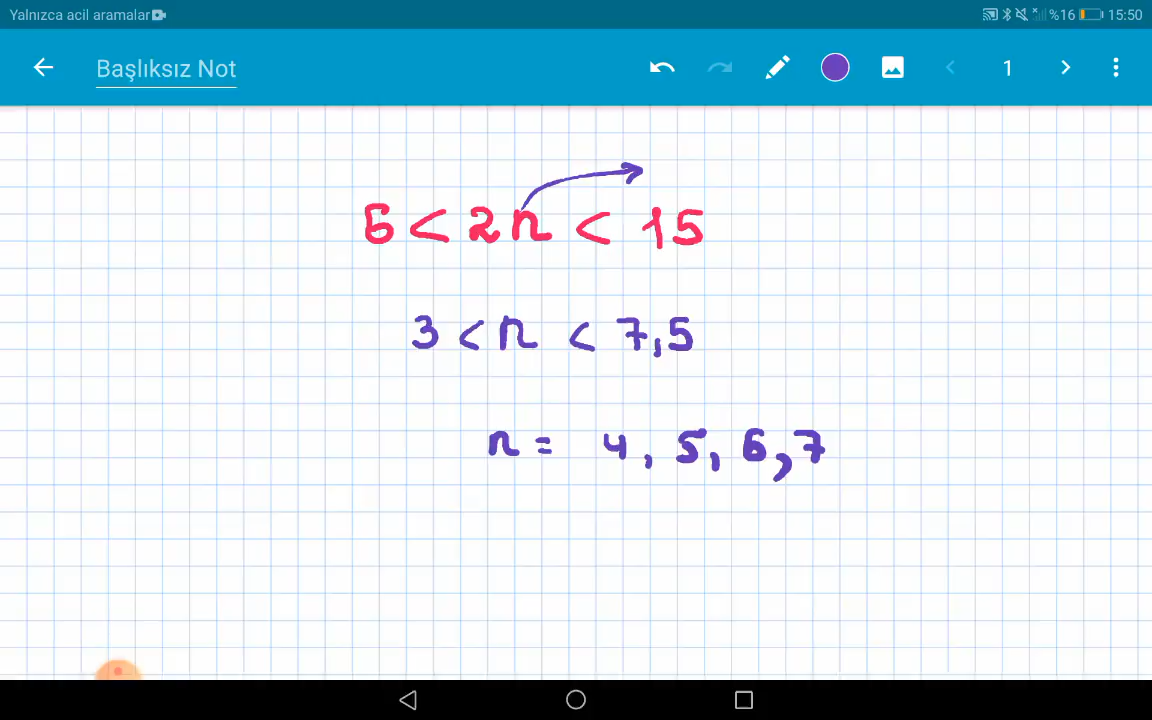 Yalnızca acil aramalar %16 15:50
Başlıksız Not 1
6 < 2n < 15
3 < n < 7,5
n = 4, 5, 6, 7